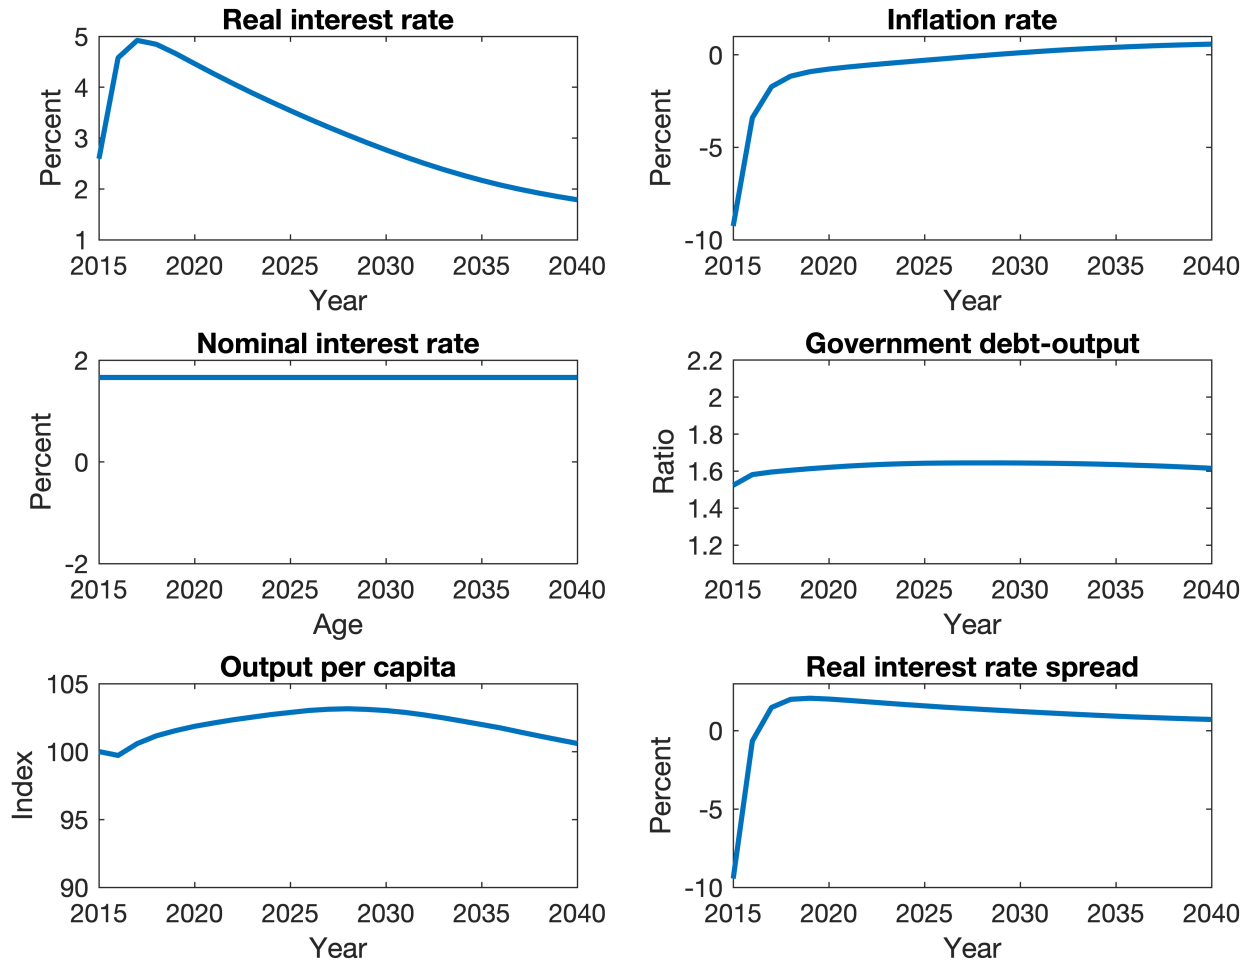 Real interest rate
Percent
5
4
3
2
1
2015 2020 2025 2030 2035 2040
Year
Inflation rate
Percent
0
-5
-10
2015 2020 2025 2030 2035 2040
Year
Nominal interest rate
Percent
2
0
-2
2015 2020 2025 2030 2035 2040
Age
Government debt-output
Ratio
2.2
2
1.8
1.6
1.4
1.2
2015 2020 2025 2030 2035 2040
Year
Output per capita
Index
105
100
95
90
2015 2020 2025 2030 2035 2040
Year
Real interest rate spread
Percent
0
-5
-10
2015 2020 2025 2030 2035 2040
Year